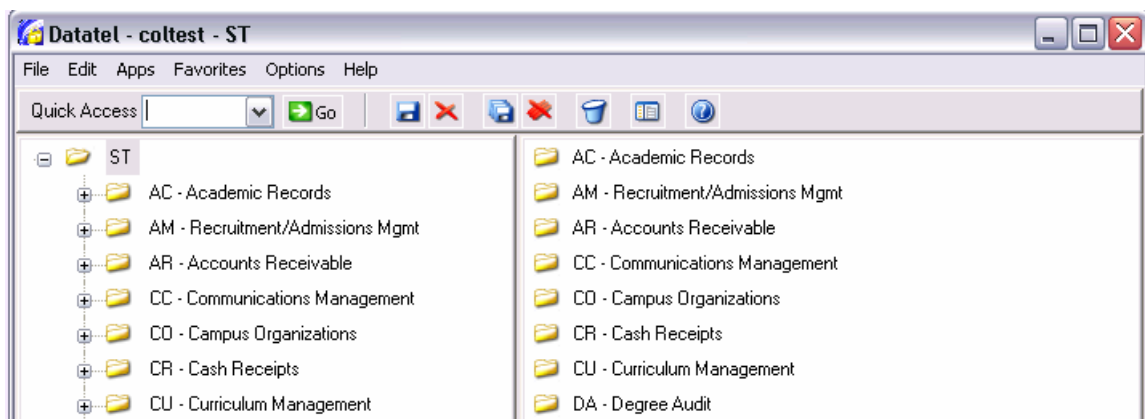 Datatel - coltest - ST
File Edit Apps Favorites Options Help
Quick Access Go
ST
AC - Academic Records
AM - Recruitment/Admissions Mgmt
AR - Accounts Receivable
CC - Communications Management
CO - Campus Organizations
CR - Cash Receipts
CU - Curriculum Management
AC - Academic Records
AM - Recruitment/Admissions Mgmt
AR - Accounts Receivable
CC - Communications Management
CO - Campus Organizations
CR - Cash Receipts
CU - Curriculum Management
DA - Degree Audit